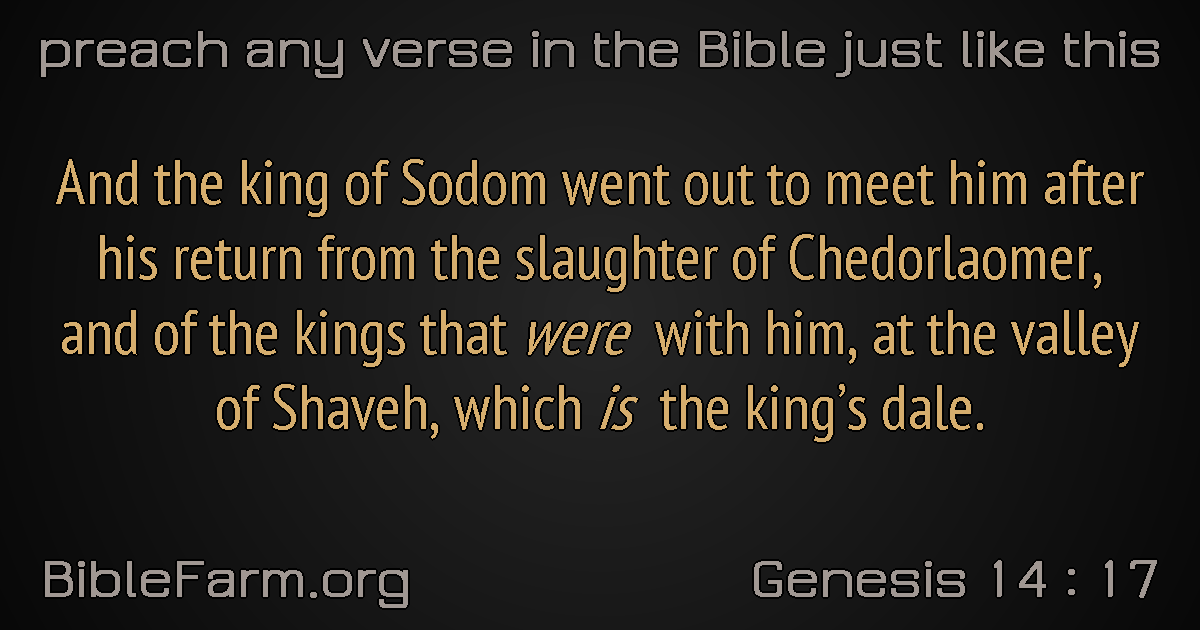 preach any verse in the Bible just like this
And the king of Sodom went out to meet him after
his return from the slaughter of Chedorlaomer,
and of the kings that were with him, at the valley
of Shaveh, which is the king’s dale.
BibleFarm.org
Genesis 14 : 17